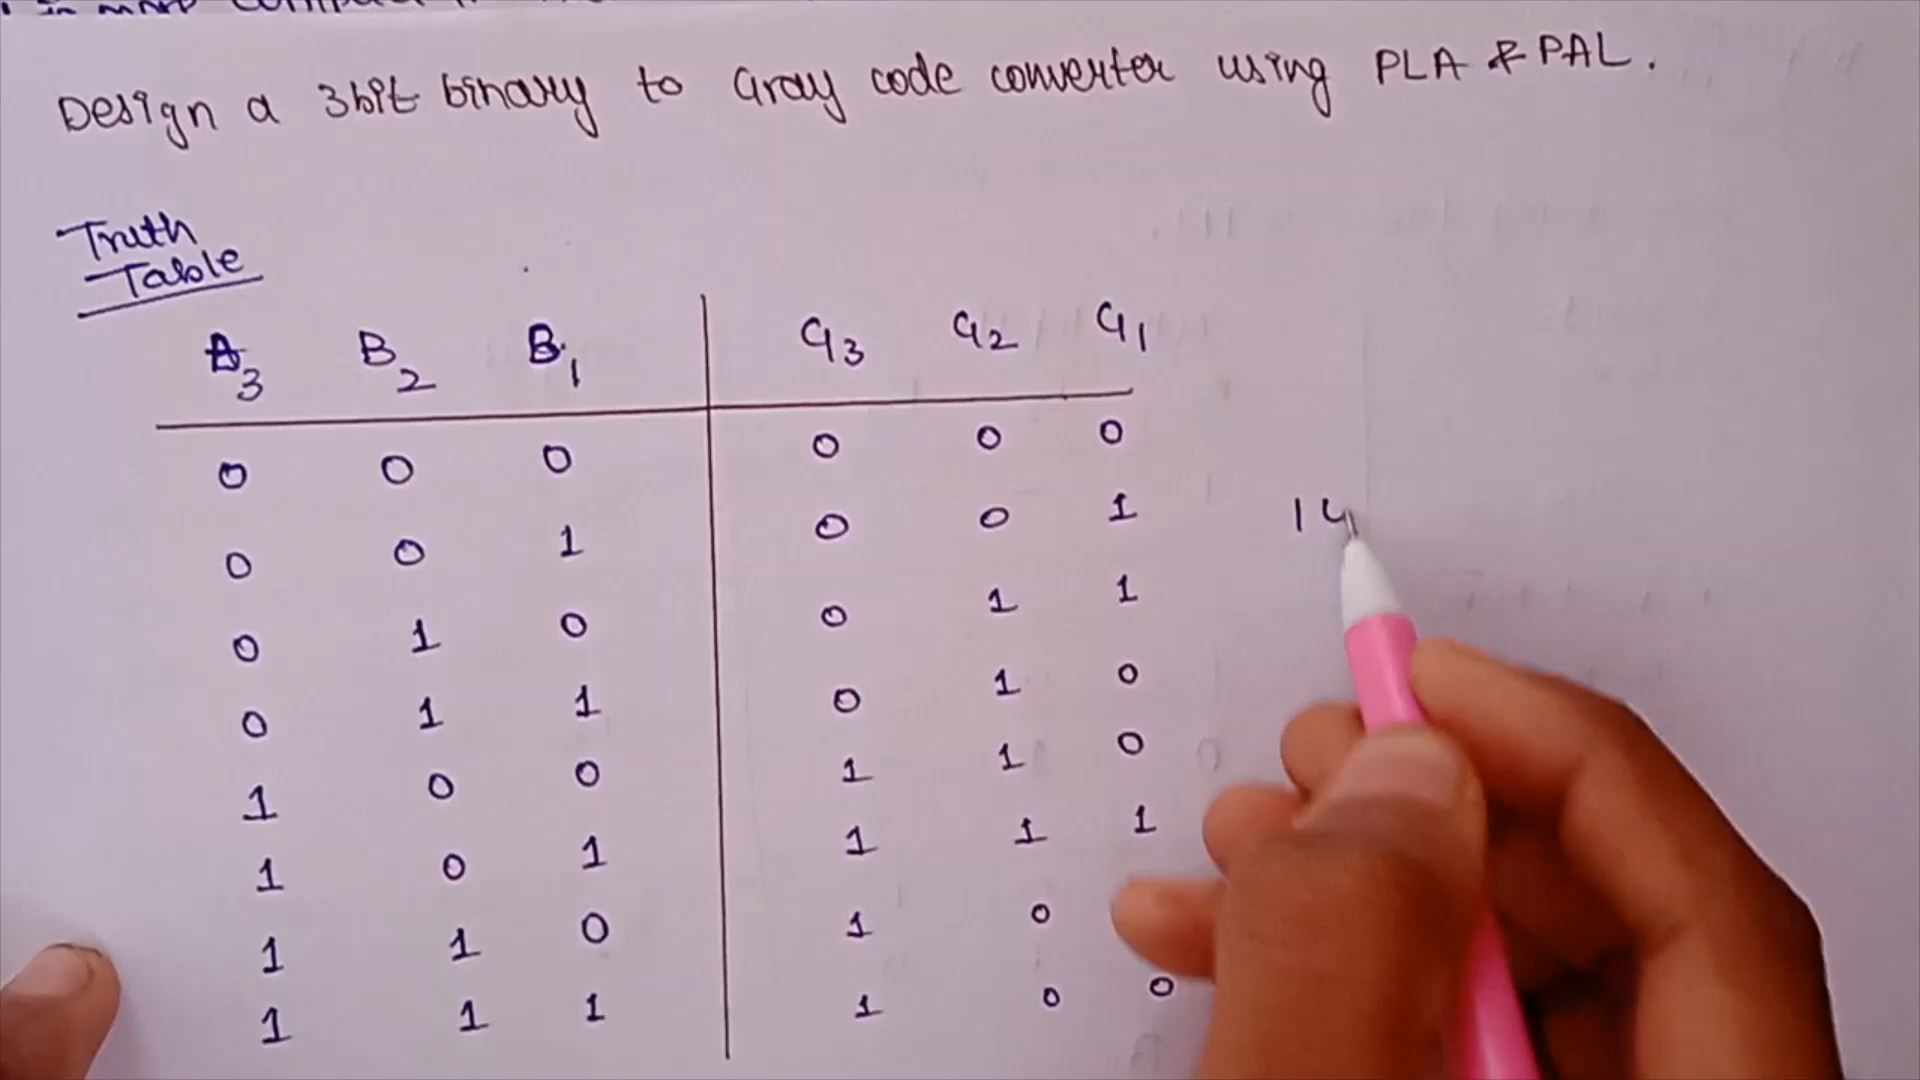 in more
Design a 3bit binary to Gray code converter using PLA & PAL.
Truth
Table
B3 B2 B1 G3 G2 G1
0 0 0 0 0 0
0 0 1 0 0 1
14
0 1 0 0 1 1
0 1 1 0 1 0
1 0 0 1 1 0
1 0 1 1 1 1
1 1 0 1 0
1 1 1 1 0 0